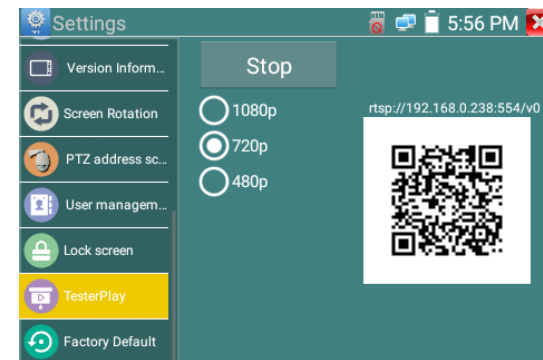 Settings
5:56 PM
Version Inform...
Screen Rotation
PTZ address sc...
User managem...
Lock screen
TesterPlay
Factory Default
Stop
1080p
720p
480p
rtsp://192.168.0.238:554/v0